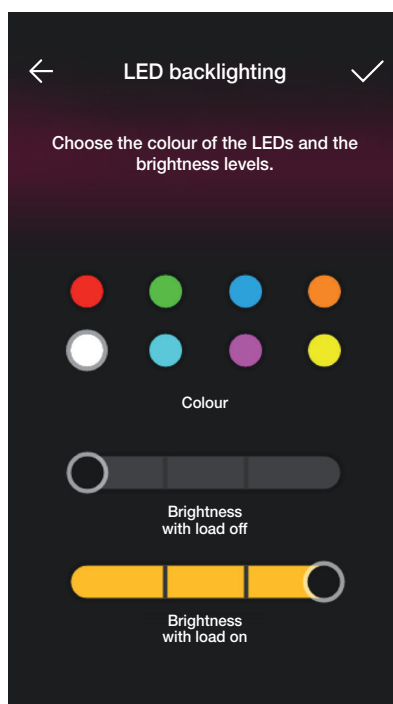 LED backlighting
Choose the colour of the LEDs and the
brightness levels.
Colour
Brightness
with load off
Brightness
with load on